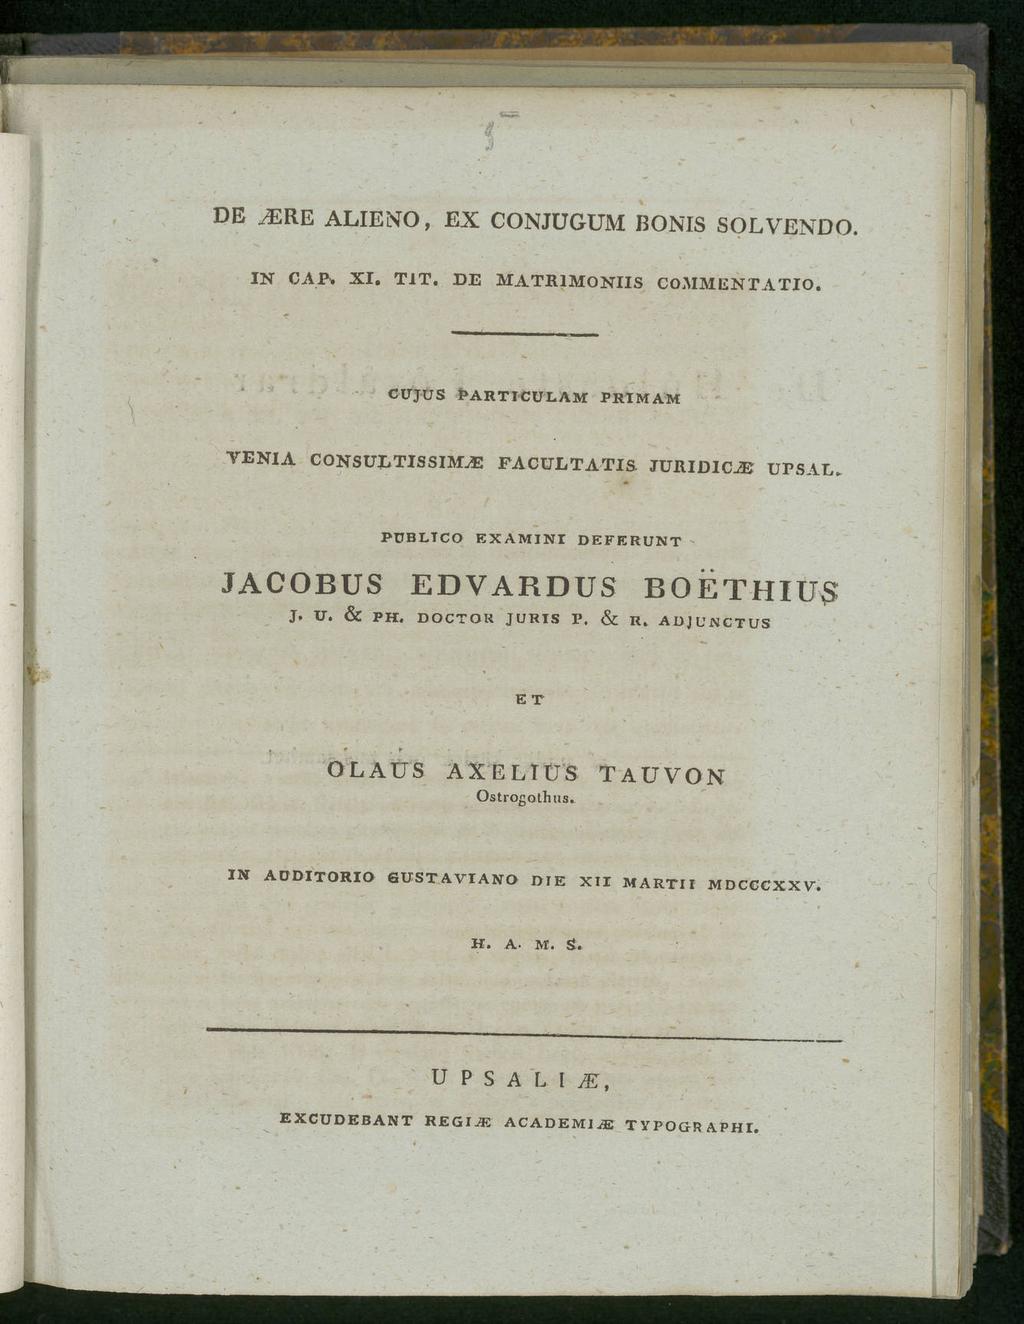 DE ÆRE ALIENO, EX CONJUGUM BONIS SOLVENDO.
IN CAP. XI. TIT. DE MATRIMONIIS COMMENTATIO.
CUJUS PARTICULAM PRIMAM
VENIA CONSULTISSIMÆ FACULTATIS JURIDICÆ UPSAL.
PUBLICO EXAMINI DEFERUNT
JACOBUS EDVARDUS BOËTHIUS
J. U. & PH. DOCTOR JURIS P. & R. ADJUNCTUS
ET
OLAUS AXELIUS TAUVON
Ostrogothus.
IN AUDITORIO GUSTAVIANO DIE XII MARTII MDCCCXXV.
H. A. M. S.
UPSALIÆ,
EXCUDEBANT REGIÆ ACADEMIÆ TYPOGRAPHI.